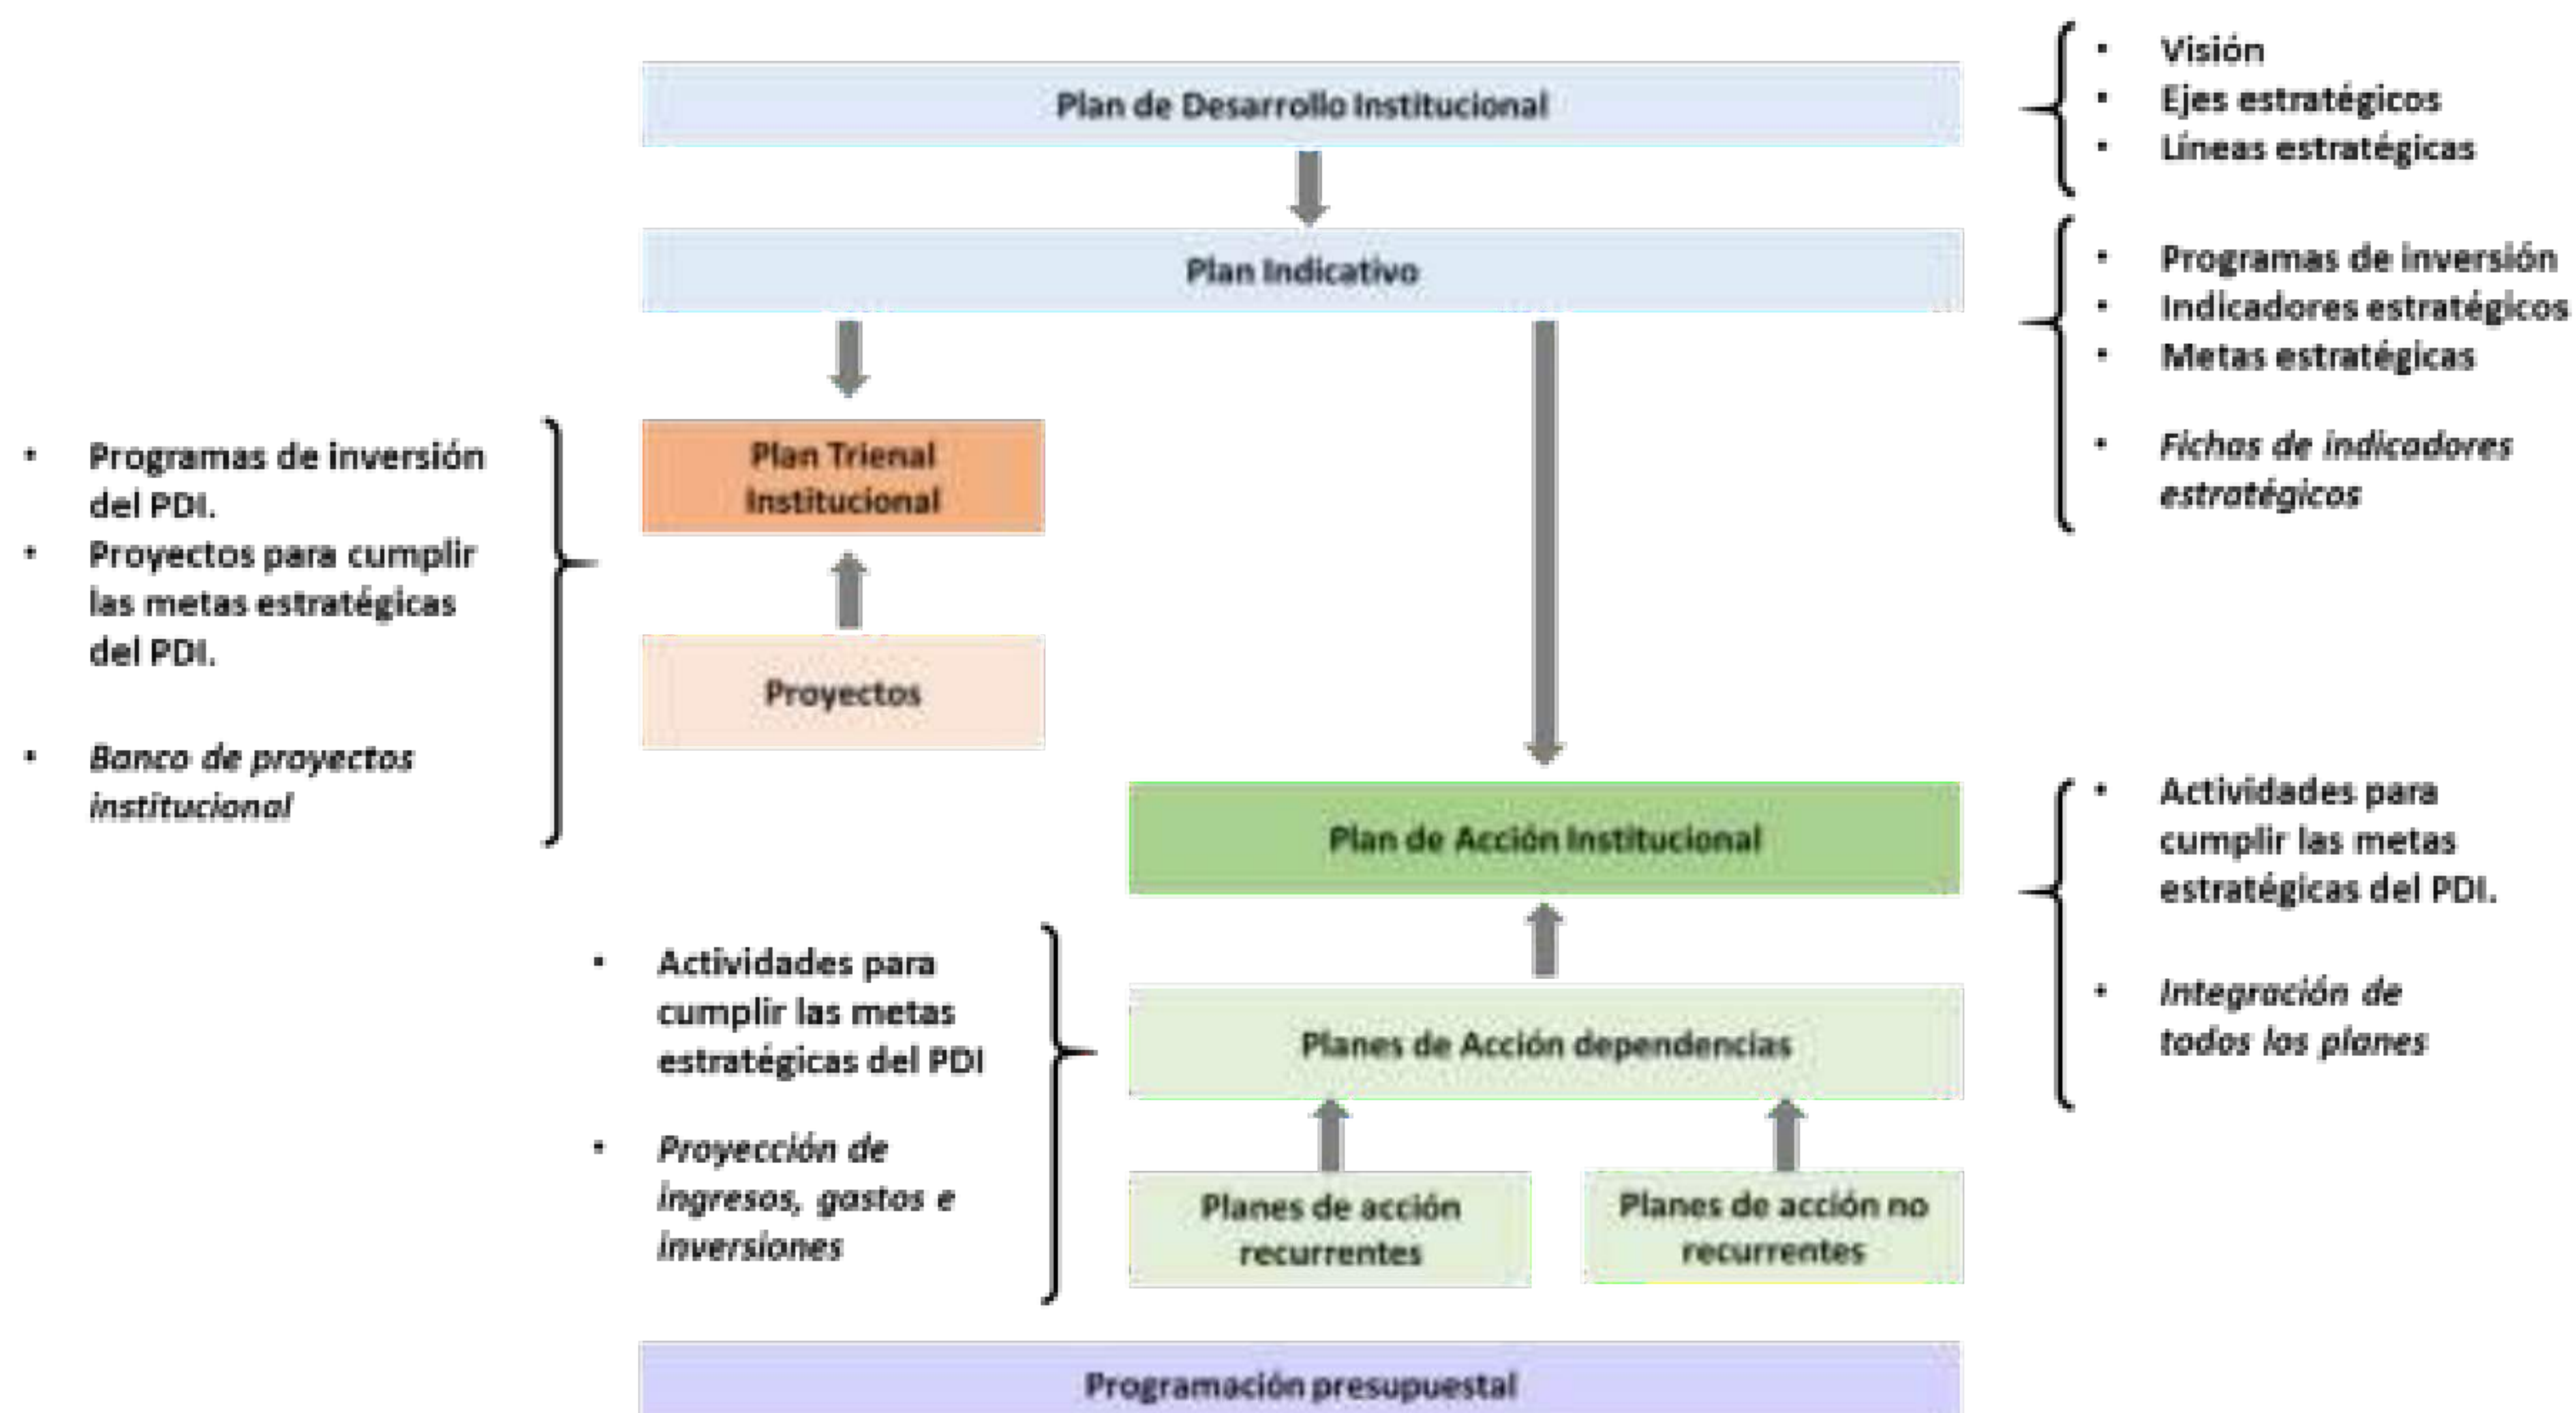 Plan de Desarrollo Institucional
• Visión
• Ejes estratégicos
• Líneas estratégicas
Plan Indicativo
• Programas de inversión
• Indicadores estratégicos
• Metas estratégicas
• Fichas de indicadores
estratégicos
• Programas de inversión
del PDI.
• Proyectos para cumplir
las metas estratégicas
del PDI.
• Banco de proyectos
institucional
Plan Trienal
Institucional
Proyectos
Plan de Acción Institucional
• Actividades para
cumplir las metas
estratégicas del PDI.
• Integración de
todos los planes
• Actividades para
cumplir las metas
estratégicas del PDI
• Proyección de
ingresos, gastos e
inversiones
Planes de Acción dependencias
Planes de acción
recurrentes
Planes de acción no
recurrentes
Programación presupuestal